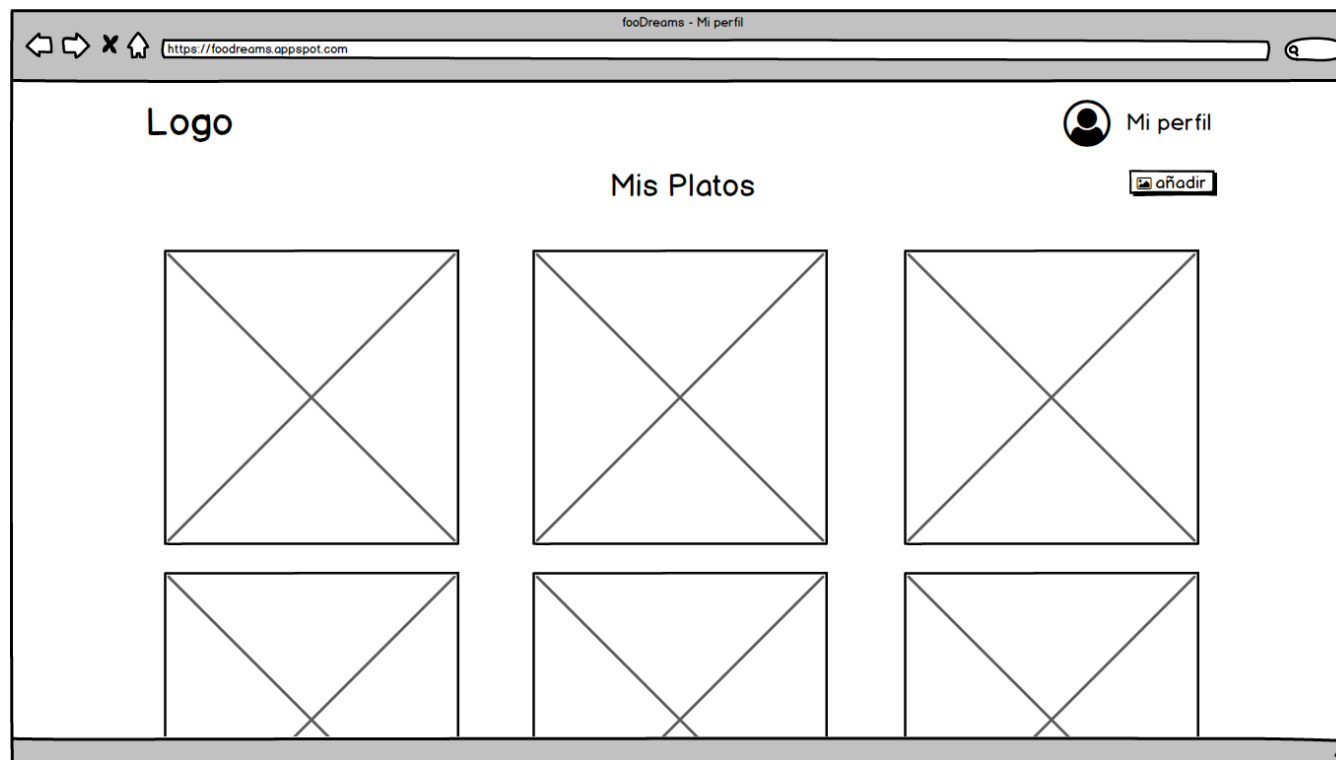 fooDreams - Mi perfil
https://foodreams.appspot.com
Logo
Mi perfil
Mis Platos
añadir